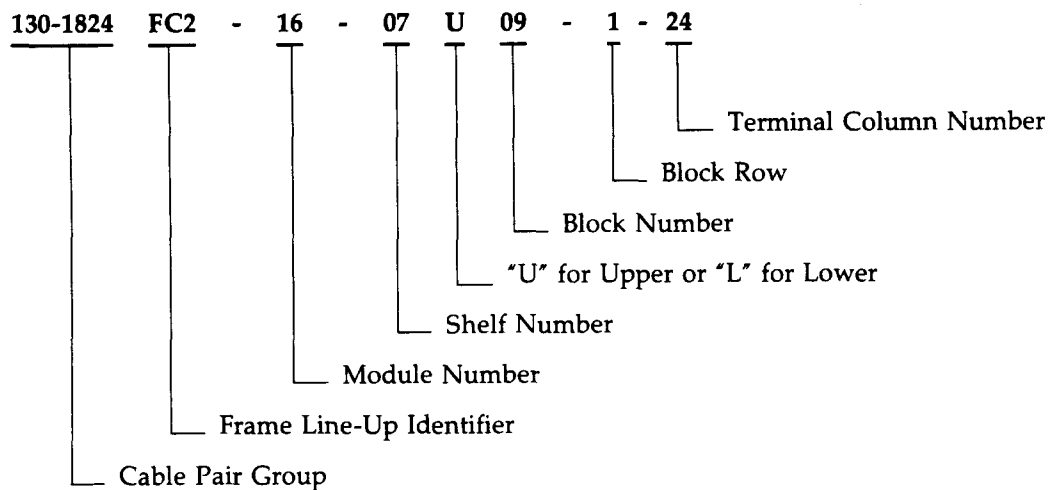 130-1824 FC2 - 16 - 07 U 09 - 1 - 24
Terminal Column Number
Block Row
Block Number
"U" for Upper or "L" for Lower
Shelf Number
Module Number
Frame Line-Up Identifier
Cable Pair Group